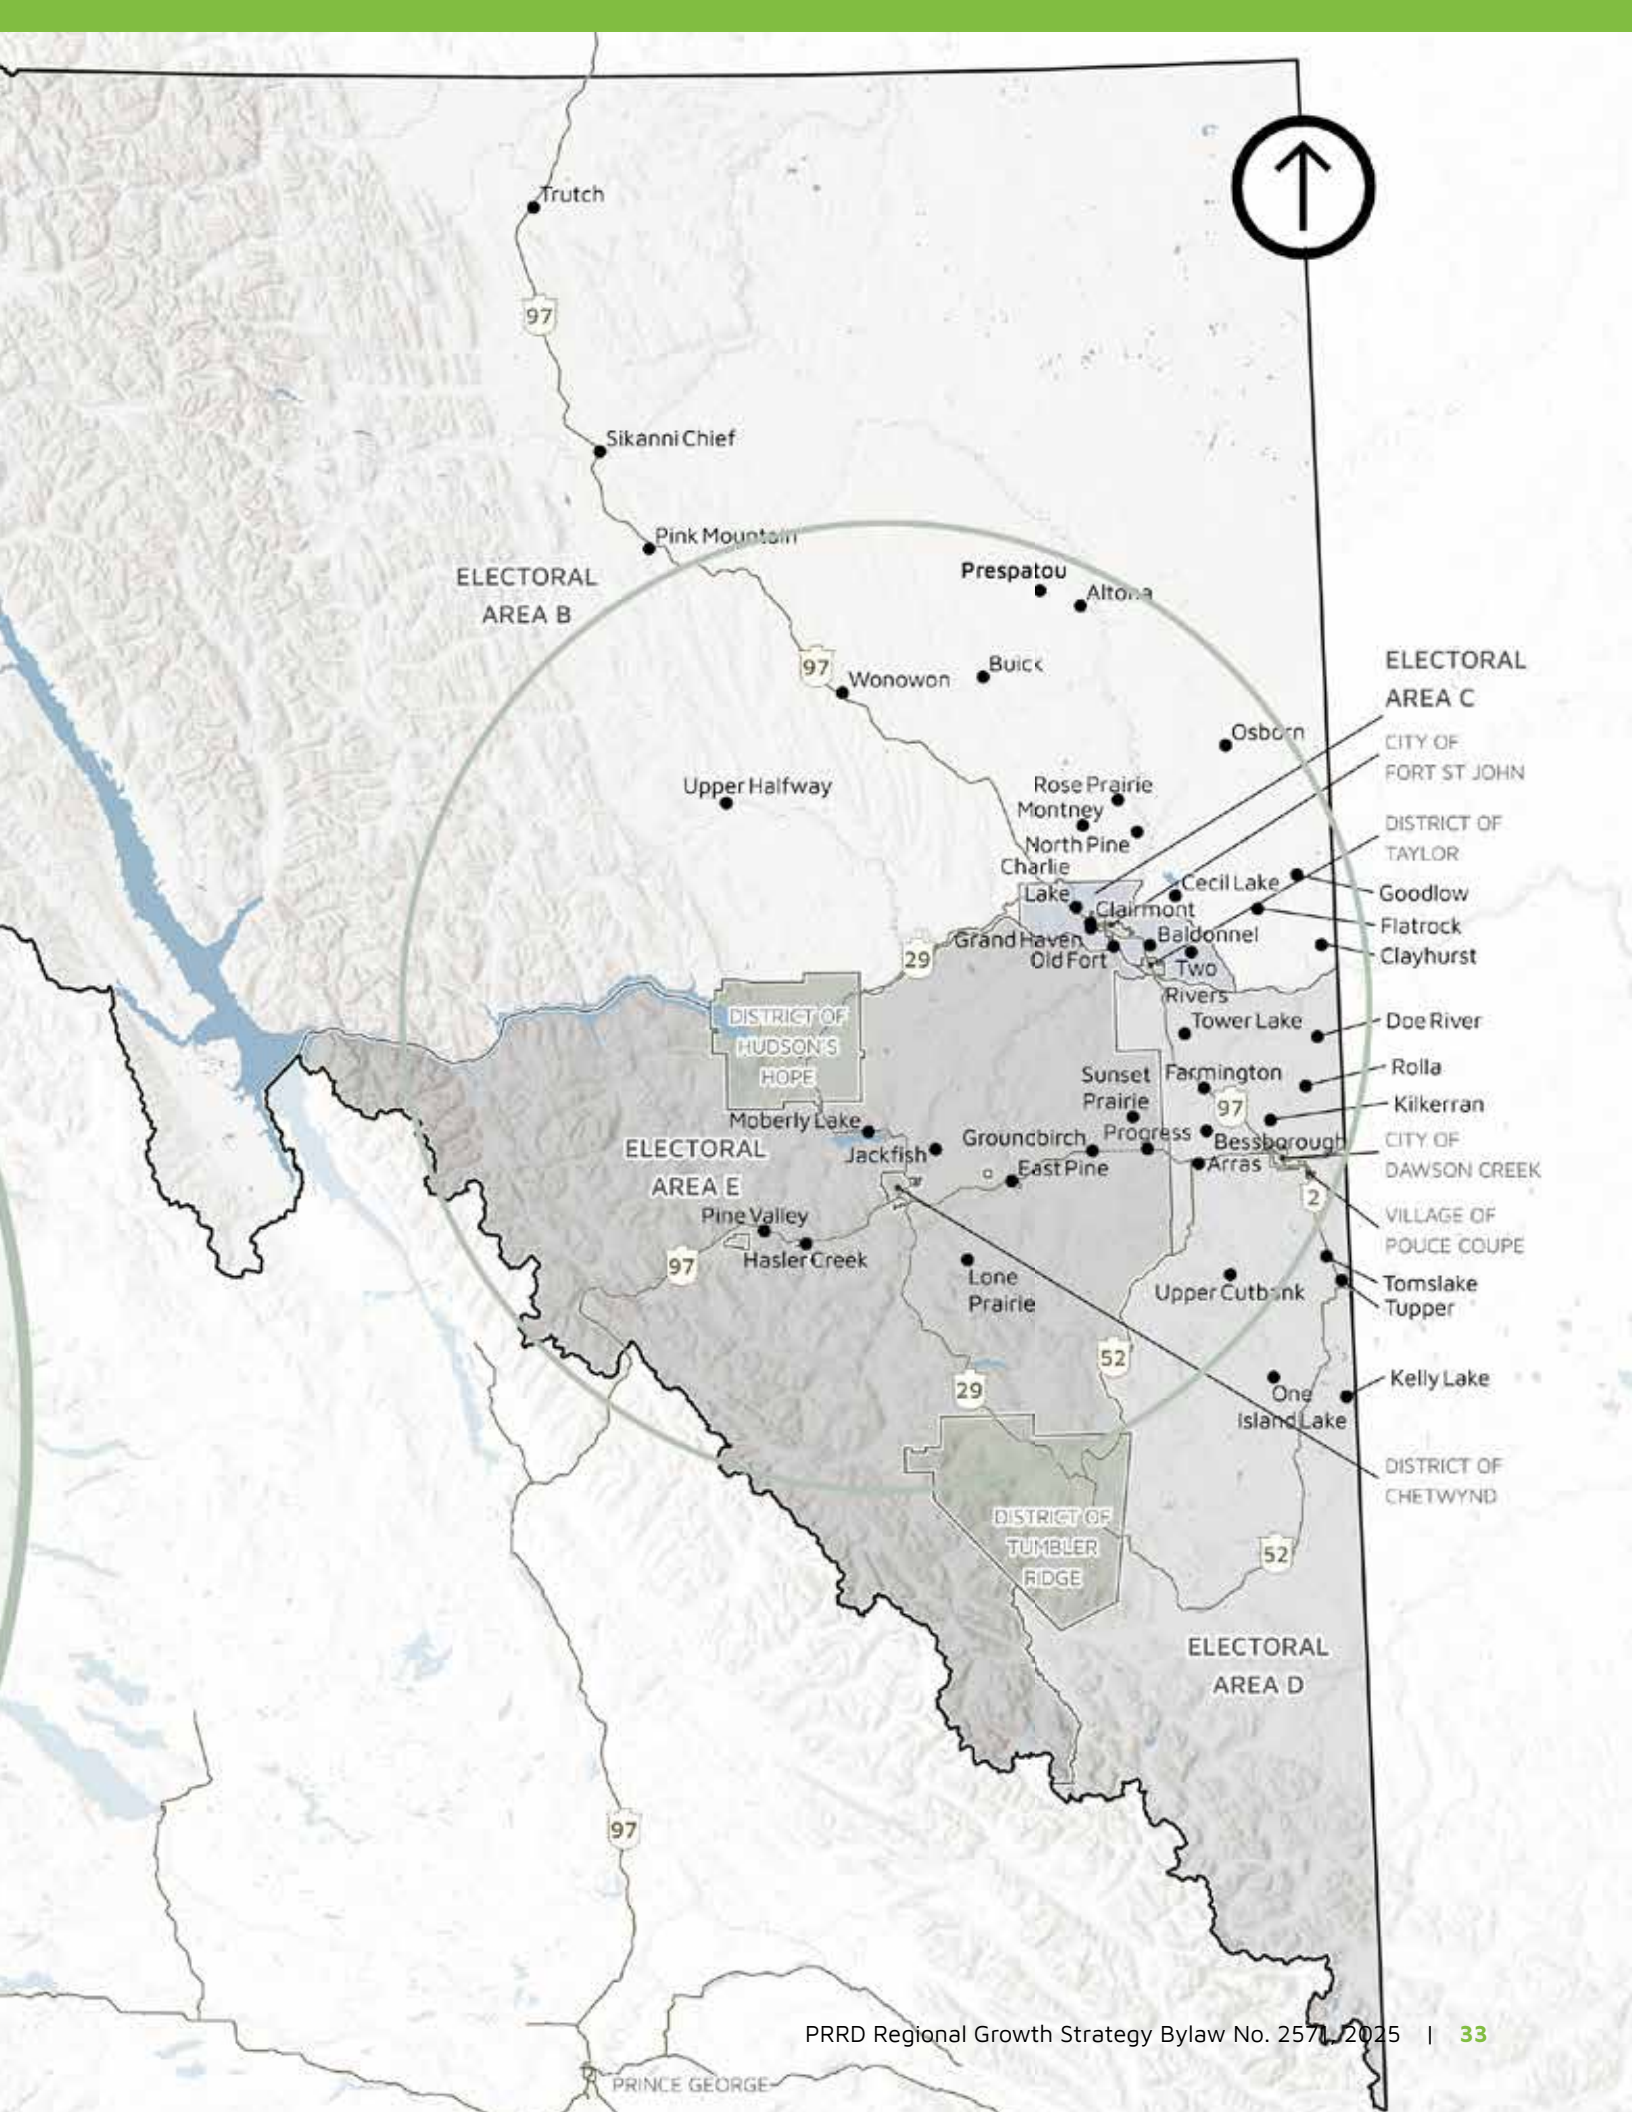 Trutch
97
Sikanni Chief
Pink Mountain
ELECTORAL
AREA B
Prespatou
Altona
97
Wonowon
Buick
ELECTORAL
AREA C
Osborn
CITY OF
FORT ST JOHN
Upper Halfway
Rose Prairie
Montney
North Pine
DISTRICT OF
TAYLOR
Charlie
Lake
Cecil Lake
Goodlow
Clairmont
Flatrock
Grand Haven
Baldonnel
Old Fort
29
Clayhurst
Two
Rivers
DISTRICT OF
HUDSON'S
HOPE
Tower Lake
Doe River
Sunset
Prairie
Farmington
Rolla
97
Kilkerran
Moberly Lake
Groundbirch
Progress
Bessborough
CITY OF
DAWSON CREEK
ELECTORAL
AREA E
Jackfish
East Pine
Arras
2
VILLAGE OF
POUCE COUPE
Pine Valley
Hasler Creek
97
Lone
Prairie
Upper Cutbank
Tomslake
Tupper
52
29
Kelly Lake
One
Island Lake
DISTRICT OF
CHETWYND
DISTRICT OF
TUMBLER
RIDGE
52
ELECTORAL
AREA D
97
PRRD Regional Growth Strategy Bylaw No. 2571, 2025 | 33
PRINCE GEORGE